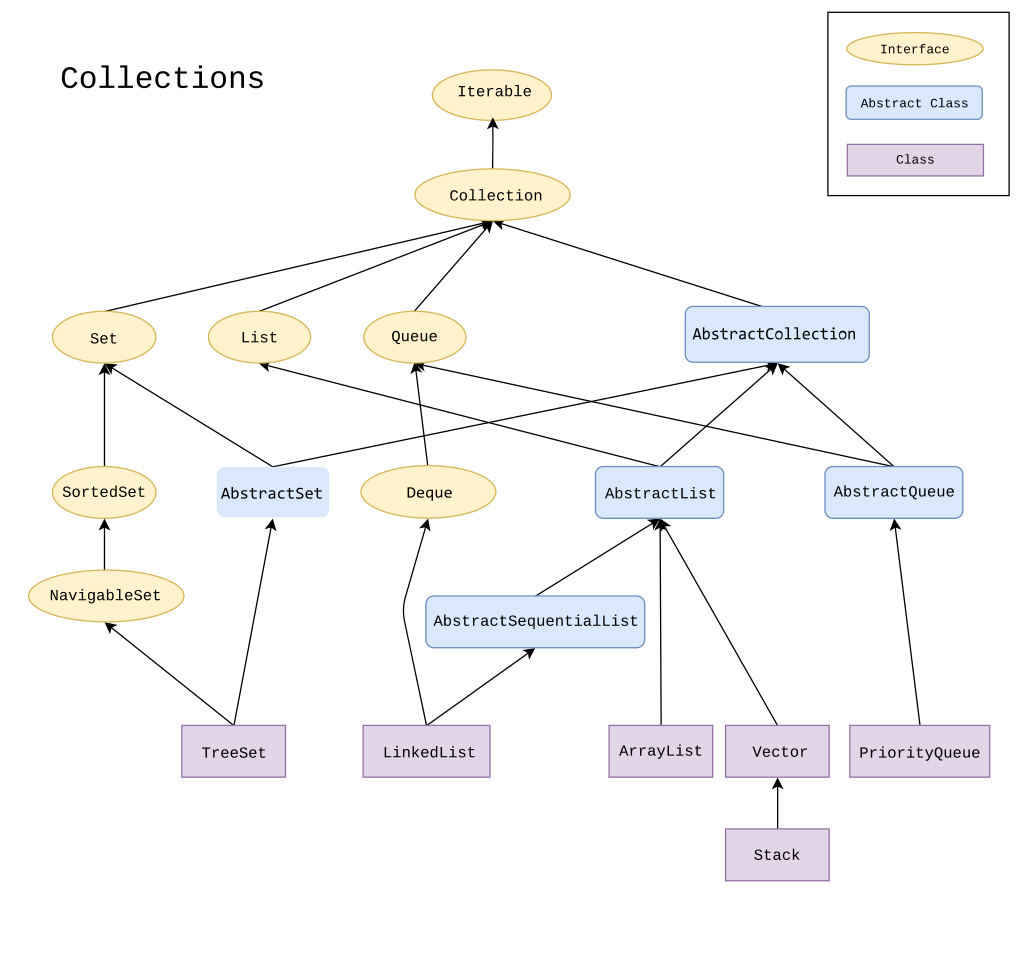 Collections
Interface
Abstract Class
Class
Iterable
Collection
Set
List
Queue
AbstractCollection
SortedSet
AbstractSet
Deque
AbstractList
AbstractQueue
NavigableSet
AbstractSequentialList
TreeSet
LinkedList
ArrayList
Vector
PriorityQueue
Stack